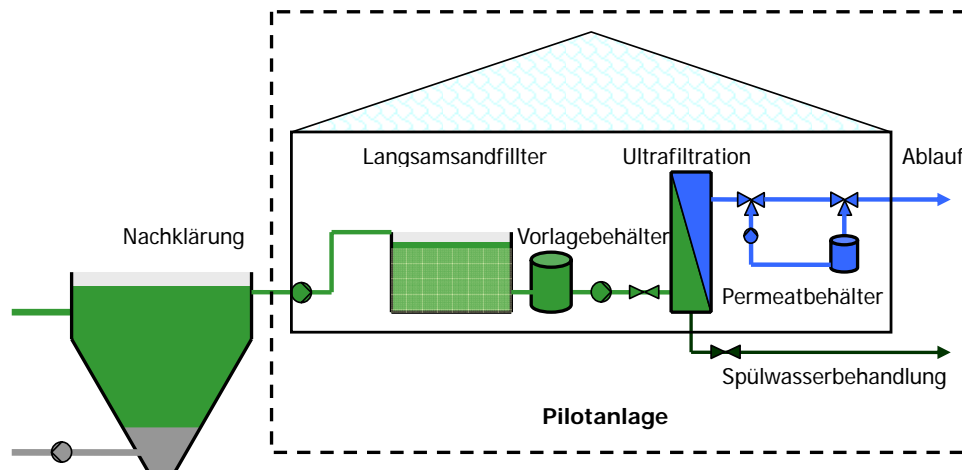 Langsamsandfillter
Ultrafiltration
Ablauf
Nachklärung
Vorlagebehälter
Permeatbehälter
Spülwasserbehandlung
Pilotanlage